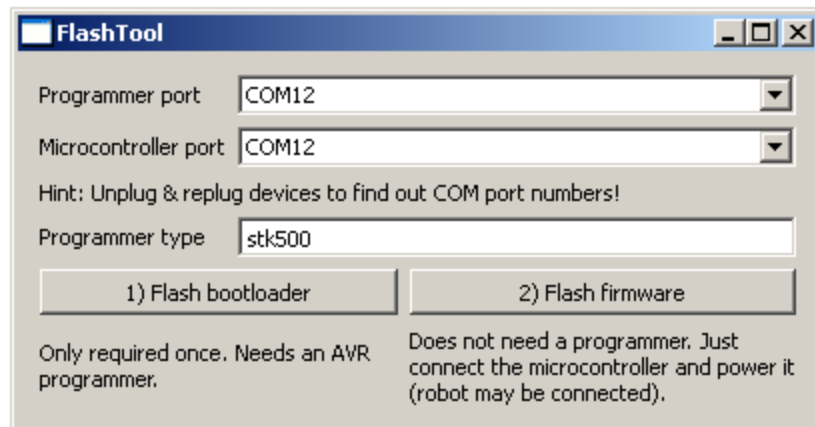 FlashTool
Programmer port COM12
Microcontroller port COM12
Hint: Unplug & replug devices to find out COM port numbers!
Programmer type stk500
1) Flash bootloader
2) Flash firmware
Only required once. Needs an AVR
programmer.
Does not need a programmer. Just
connect the microcontroller and power it
(robot may be connected).